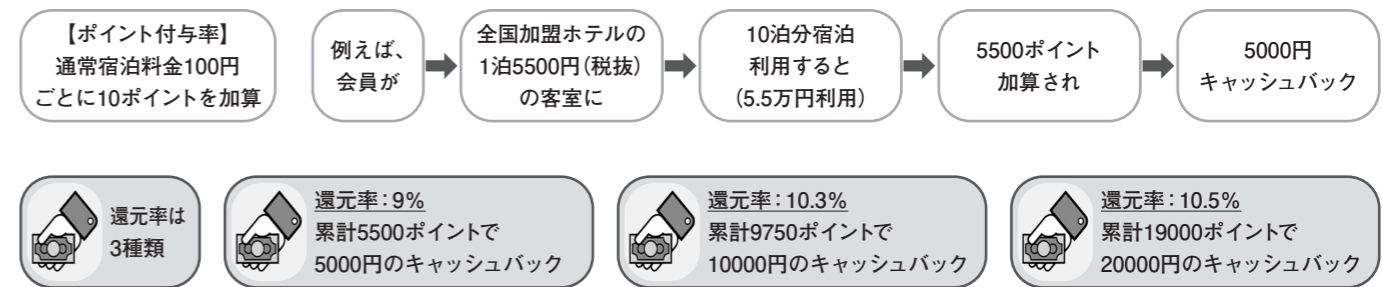 【ポイント付与率】
通常宿泊料金100円
ごとに10ポイントを加算
例えば、
会員が
全国加盟ホテルの
1泊5500円(税抜)
の客室に
10泊分宿泊
利用すると
(5.5万円利用)
5500ポイント
加算され
5000円
キャッシュバック
還元率は
3種類
還元率：9%
累計5500ポイントで
5000円のキャッシュバック
還元率：10.3%
累計9750ポイントで
10000円のキャッシュバック
還元率：10.5%
累計19000ポイントで
20000円のキャッシュバック